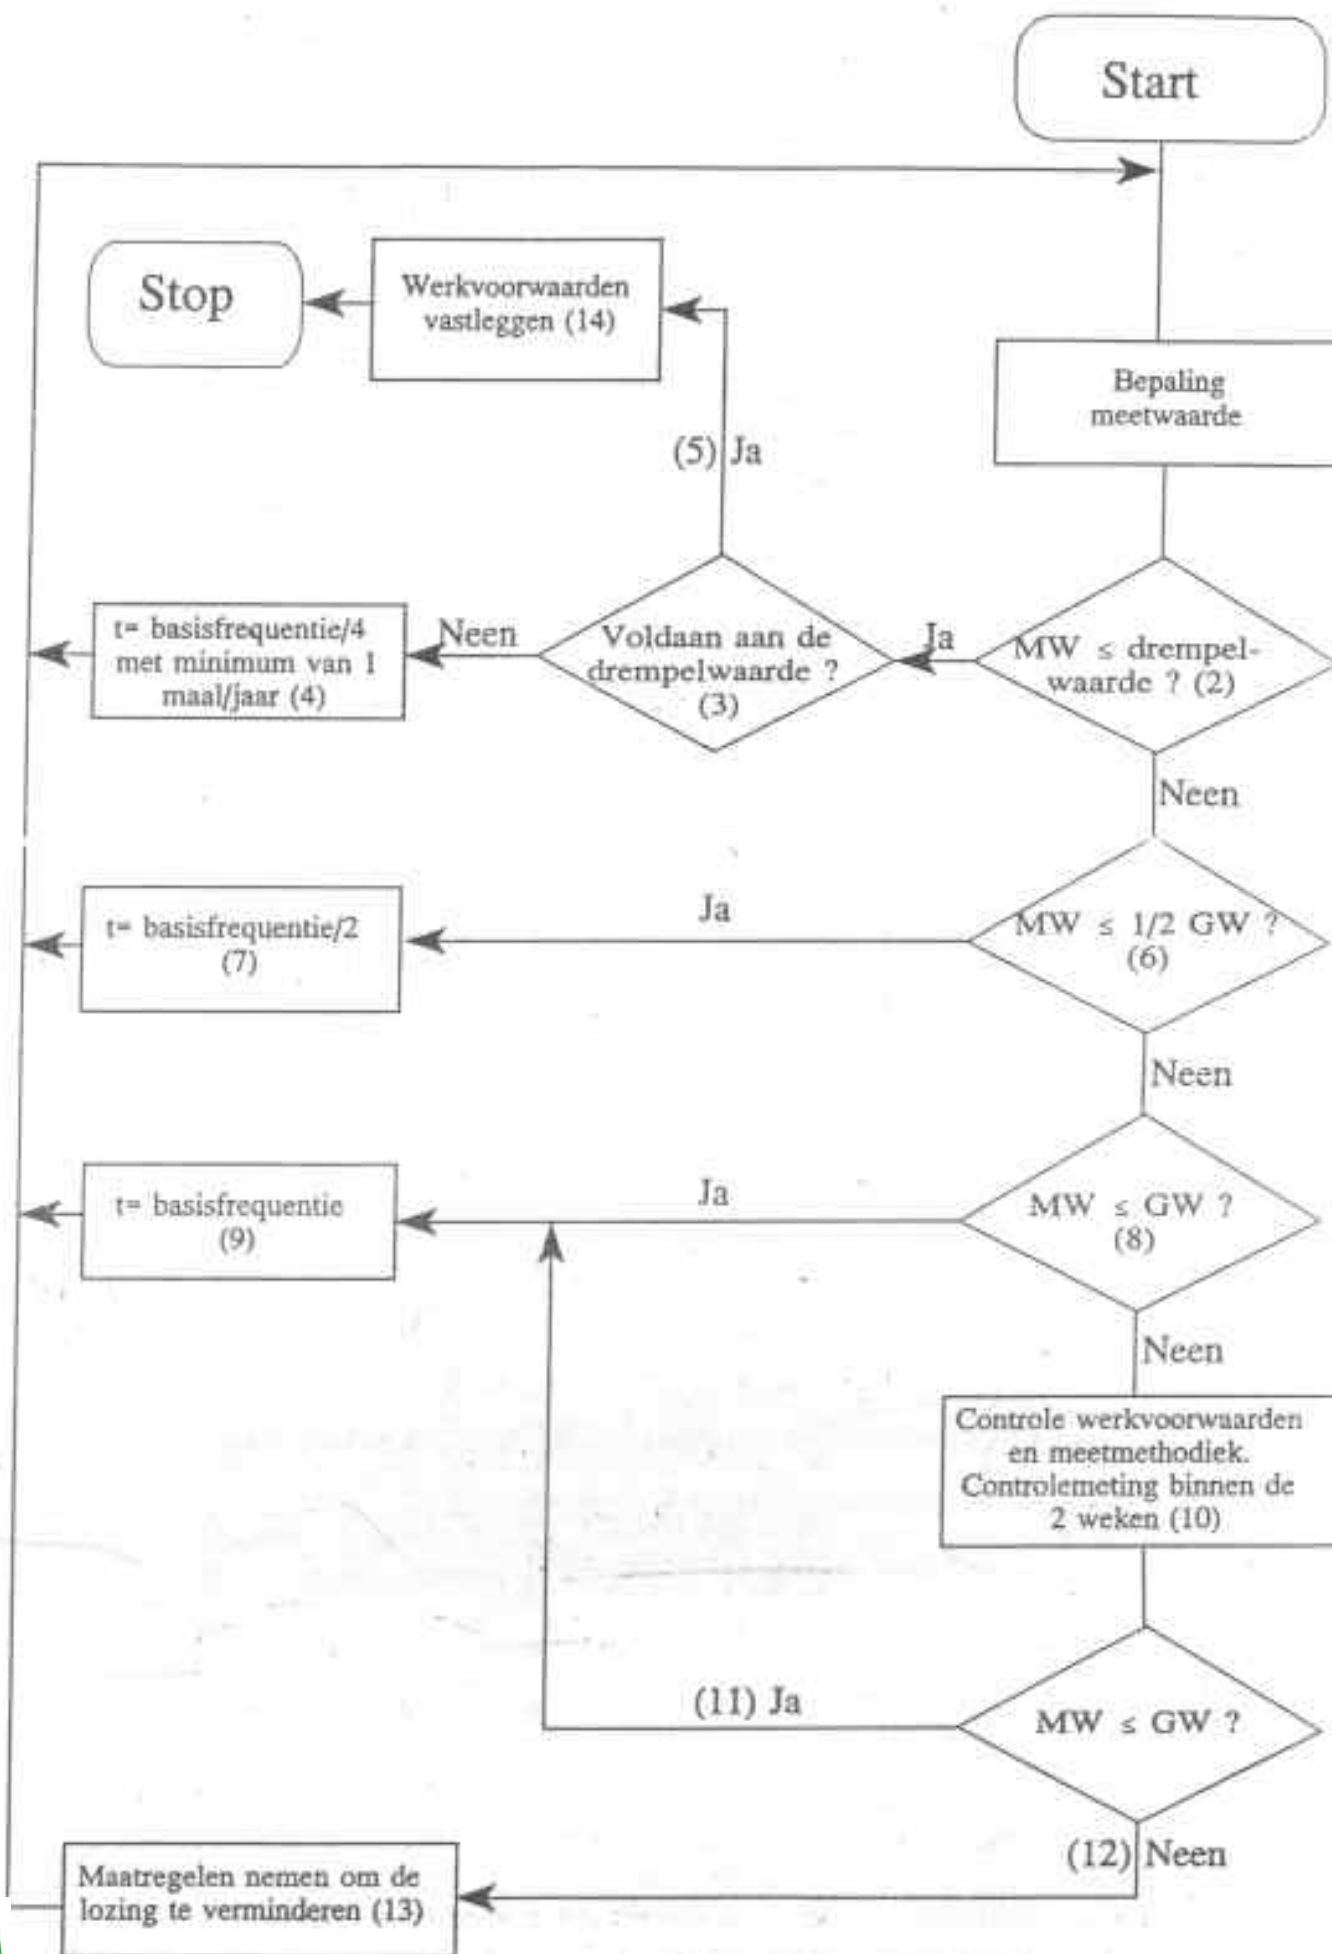 Start
Stop
Werkvoorwaarden
vastleggen (14)
Bepaling
meetwaarde
(5) Ja
t= basisfrequentie/4
met minimum van 1
maal/jaar (4)
Neen
Voldaan aan de
drempelwaarde ?
(3)
Ja
MW ≤ drempel-
waarde ? (2)
Neen
t= basisfrequentie/2
(7)
Ja
MW ≤ 1/2 GW ?
(6)
Neen
t= basisfrequentie
(9)
Ja
MW ≤ GW ?
(8)
Neen
Controle werkvoorwaarden
en meetmethodiek.
Controlemeting binnen de
2 weken (10)
(11) Ja
MW ≤ GW ?
(12) Neen
Maatregelen nemen om de
lozing te verminderen (13)